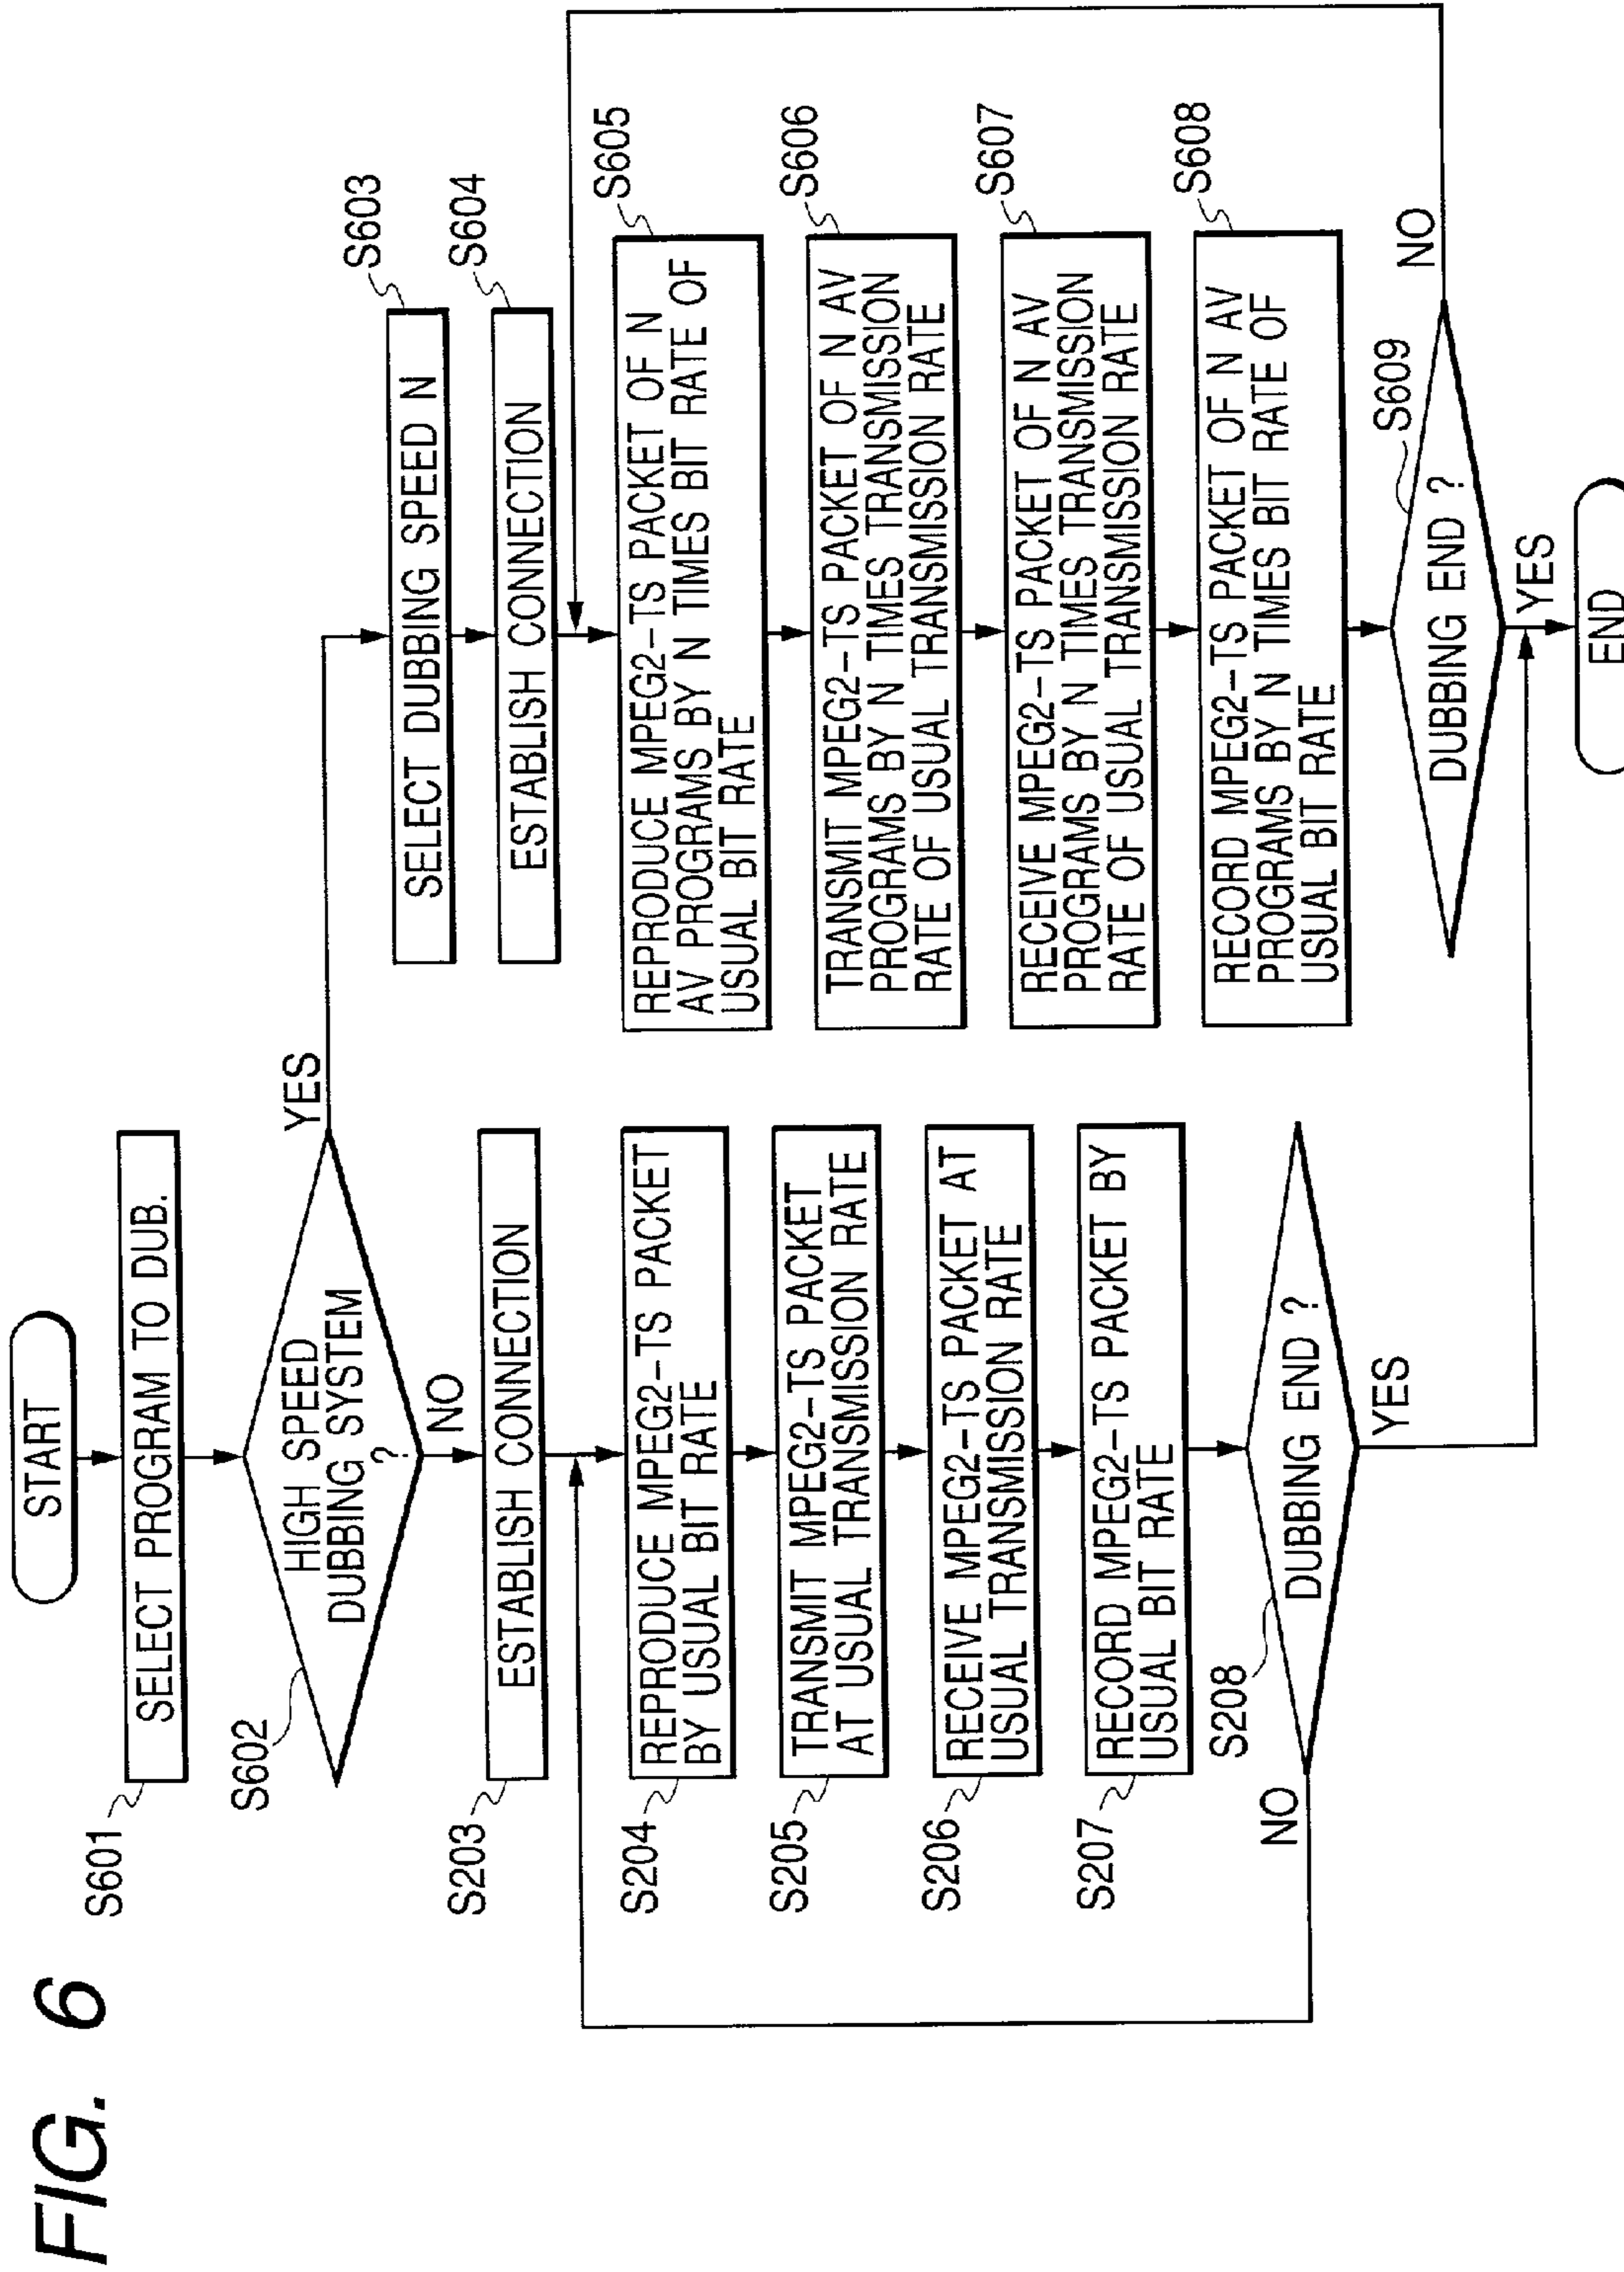 FIG. 6
START
S601
SELECT PROGRAM TO DUB.
S602
HIGH SPEED
DUBBING SYSTEM
?
YES
NO
S203
ESTABLISH CONNECTION
S204
REPRODUCE MPEG2-TS PACKET
BY USUAL BIT RATE
S205
TRANSMIT MPEG2-TS PACKET
AT USUAL TRANSMISSION RATE
S206
RECEIVE MPEG2-TS PACKET AT
USUAL TRANSMISSION RATE
S207
RECORD MPEG2-TS PACKET BY
USUAL BIT RATE
S208
DUBBING END ?
NO
YES
S603
SELECT DUBBING SPEED N
S604
ESTABLISH CONNECTION
S605
REPRODUCE MPEG2-TS PACKET OF N
AV PROGRAMS BY N TIMES BIT RATE OF
USUAL BIT RATE
S606
TRANSMIT MPEG2-TS PACKET OF N AV
PROGRAMS BY N TIMES TRANSMISSION
RATE OF USUAL TRANSMISSION RATE
S607
RECEIVE MPEG2-TS PACKET OF N AV
PROGRAMS BY N TIMES TRANSMISSION
RATE OF USUAL TRANSMISSION RATE
S608
RECORD MPEG2-TS PACKET OF N AV
PROGRAMS BY N TIMES BIT RATE OF
USUAL BIT RATE
S609
DUBBING END ?
NO
YES
END